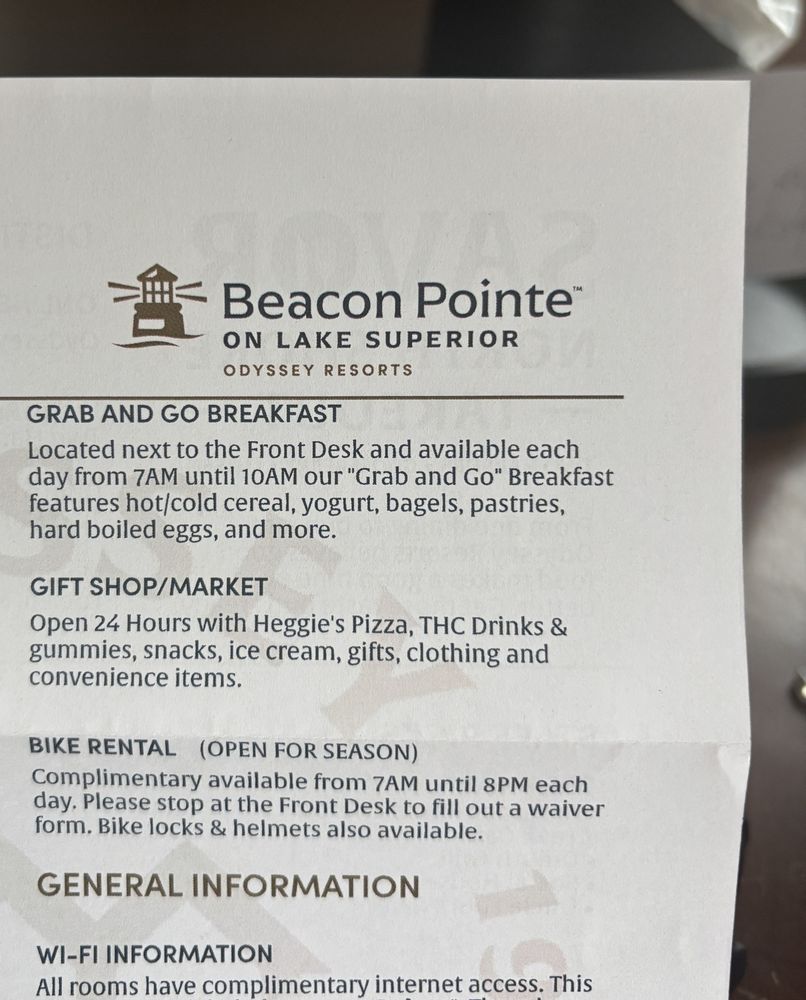 Beacon Pointe™
ON LAKE SUPERIOR
ODYSSEY RESORTS
GRAB AND GO BREAKFAST
Located next to the Front Desk and available each
day from 7AM until 10AM our "Grab and Go" Breakfast
features hot/cold cereal, yogurt, bagels, pastries,
hard boiled eggs, and more.
GIFT SHOP/MARKET
Open 24 Hours with Heggie's Pizza, THC Drinks &
gummies, snacks, ice cream, gifts, clothing and
convenience items.
BIKE RENTAL (OPEN FOR SEASON)
Complimentary available from 7AM until 8PM each
day. Please stop at the Front Desk to fill out a waiver
form. Bike locks & helmets also available.
GENERAL INFORMATION
WI-FI INFORMATION
All rooms have complimentary internet access. This